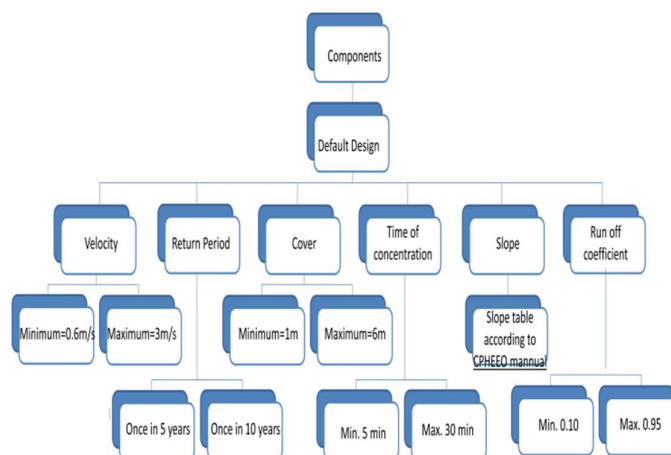 Components
Default Design
Velocity
Return Period
Cover
Time of
concentration
Slope
Run off
coefficient
Minimum=0.6m/s
Maximum=3m/s
Minimum=1m
Maximum=6m
Slope table
according to
CPHEEO mannual
Once in 5 years
Once in 10 years
Min. 5 min
Max. 30 min
Min. 0.10
Max. 0.95